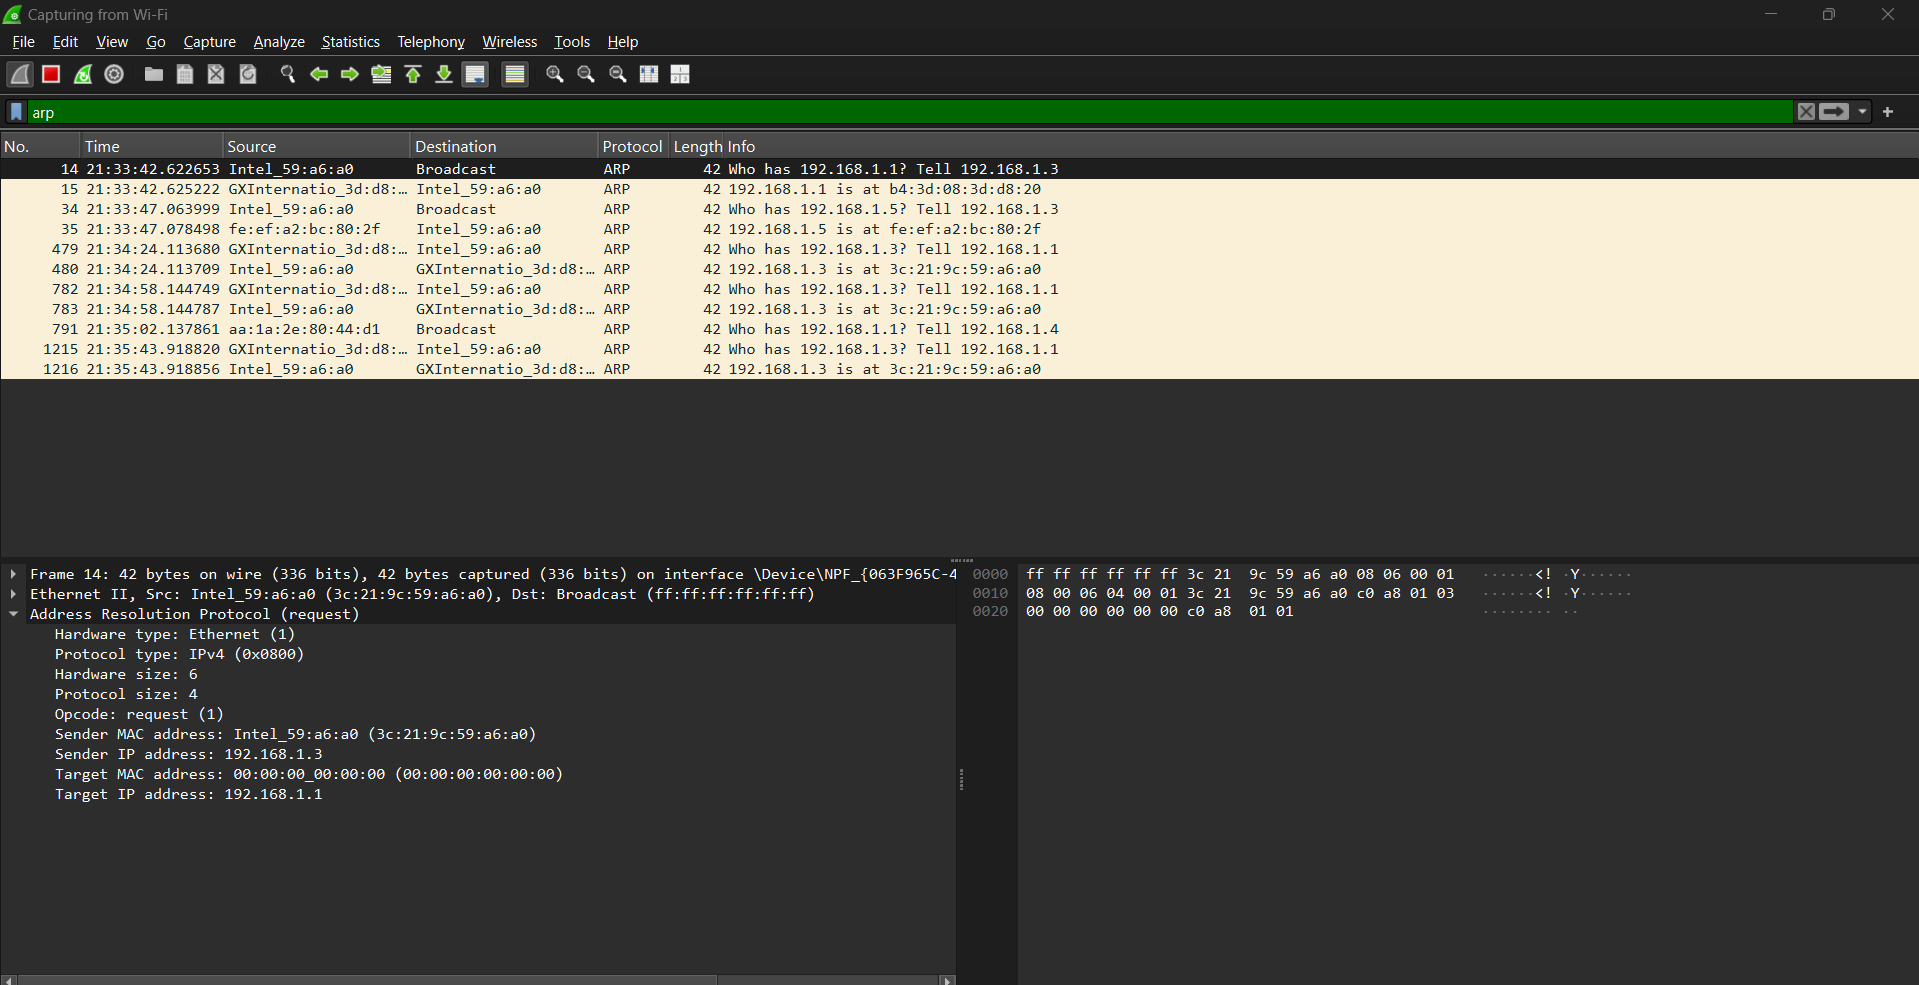 Capturing from Wi-Fi
File Edit View Go Capture Analyze Statistics Telephony Wireless Tools Help
arp
No. Time Source Destination Protocol Length Info
14 21:33:42.622653 Intel_59:a6:a0 Broadcast ARP 42 Who has 192.168.1.1? Tell 192.168.1.3
15 21:33:42.625222 GXInternatio_3d:d8:… Intel_59:a6:a0 ARP 42 192.168.1.1 is at b4:3d:08:3d:d8:20
34 21:33:47.063999 Intel_59:a6:a0 Broadcast ARP 42 Who has 192.168.1.5? Tell 192.168.1.3
35 21:33:47.078498 fe:ef:a2:bc:80:2f Intel_59:a6:a0 ARP 42 192.168.1.5 is at fe:ef:a2:bc:80:2f
479 21:34:24.113680 GXInternatio_3d:d8:… Intel_59:a6:a0 ARP 42 Who has 192.168.1.3? Tell 192.168.1.1
480 21:34:24.113709 Intel_59:a6:a0 GXInternatio_3d:d8:… ARP 42 192.168.1.3 is at 3c:21:9c:59:a6:a0
782 21:34:58.144749 GXInternatio_3d:d8:… Intel_59:a6:a0 ARP 42 Who has 192.168.1.3? Tell 192.168.1.1
783 21:34:58.144787 Intel_59:a6:a0 GXInternatio_3d:d8:… ARP 42 192.168.1.3 is at 3c:21:9c:59:a6:a0
791 21:35:02.137861 aa:1a:2e:80:44:d1 Broadcast ARP 42 Who has 192.168.1.1? Tell 192.168.1.4
1215 21:35:43.918820 GXInternatio_3d:d8:… Intel_59:a6:a0 ARP 42 Who has 192.168.1.3? Tell 192.168.1.1
1216 21:35:43.918856 Intel_59:a6:a0 GXInternatio_3d:d8:… ARP 42 192.168.1.3 is at 3c:21:9c:59:a6:a0
Frame 14: 42 bytes on wire (336 bits), 42 bytes captured (336 bits) on interface \Device\NPF_{063F965C-4
Ethernet II, Src: Intel_59:a6:a0 (3c:21:9c:59:a6:a0), Dst: Broadcast (ff:ff:ff:ff:ff:ff)
Address Resolution Protocol (request)
Hardware type: Ethernet (1)
Protocol type: IPv4 (0x0800)
Hardware size: 6
Protocol size: 4
Opcode: request (1)
Sender MAC address: Intel_59:a6:a0 (3c:21:9c:59:a6:a0)
Sender IP address: 192.168.1.3
Target MAC address: 00:00:00_00:00:00 (00:00:00:00:00:00)
Target IP address: 192.168.1.1
0000 ff ff ff ff ff ff 3c 21 9c 59 a6 a0 08 06 00 01 ······<! ·Y······
0010 08 00 06 04 00 01 3c 21 9c 59 a6 a0 c0 a8 01 03 ······<! ·Y······
0020 00 00 00 00 00 00 c0 a8 01 01 ········ ··